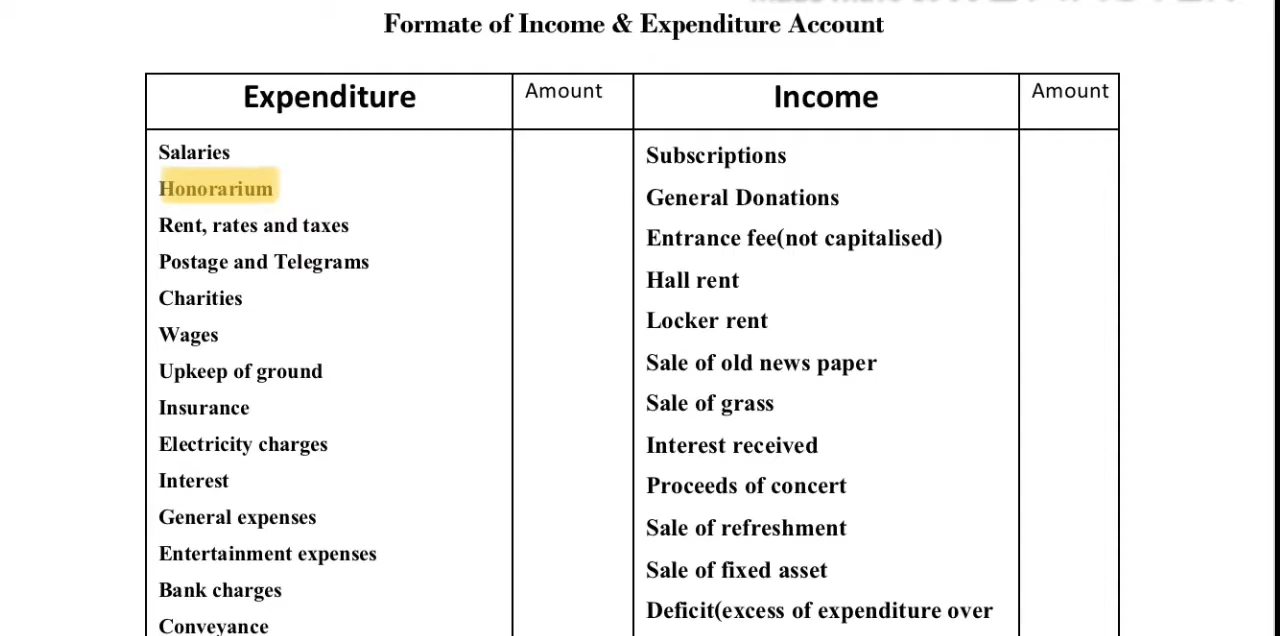 Formate of Income & Expenditure Account
Expenditure Amount Income Amount
Salaries
Honorarium
Rent, rates and taxes
Postage and Telegrams
Charities
Wages
Upkeep of ground
Insurance
Electricity charges
Interest
General expenses
Entertainment expenses
Bank charges
Conveyance
Subscriptions
General Donations
Entrance fee(not capitalised)
Hall rent
Locker rent
Sale of old news paper
Sale of grass
Interest received
Proceeds of concert
Sale of refreshment
Sale of fixed asset
Deficit(excess of expenditure over